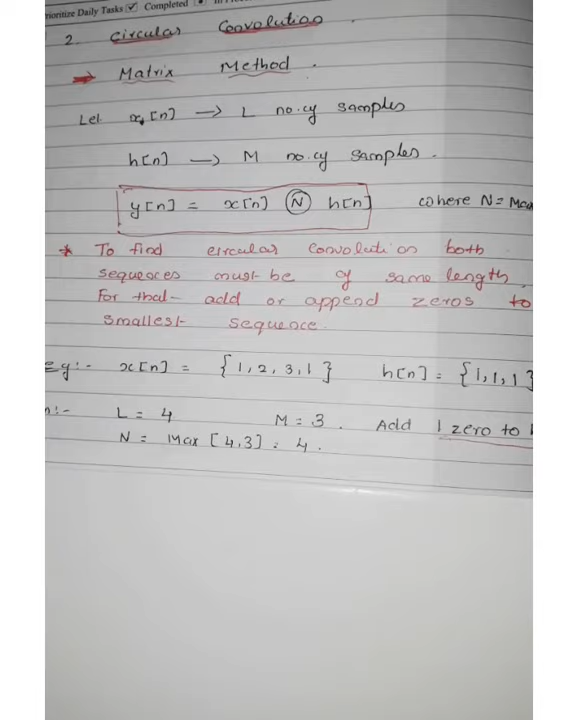 Prioritize Daily Tasks ✓ Completed
2. Circular Convolution
→ Matrix Method
Let x[n] → L no. of samples
h[n] → M no. of samples.
y[n] = x[n] Ⓝ h[n] where N = Max
* To find circular convolution both
sequences must be of same length.
For that add or append zeros to
smallest sequence.
eg:- x[n] = {1, 2, 3, 1} h[n] = {1, 1, 1}
n:- L = 4 M = 3. Add 1 zero to
N = Max [4,3] = 4.